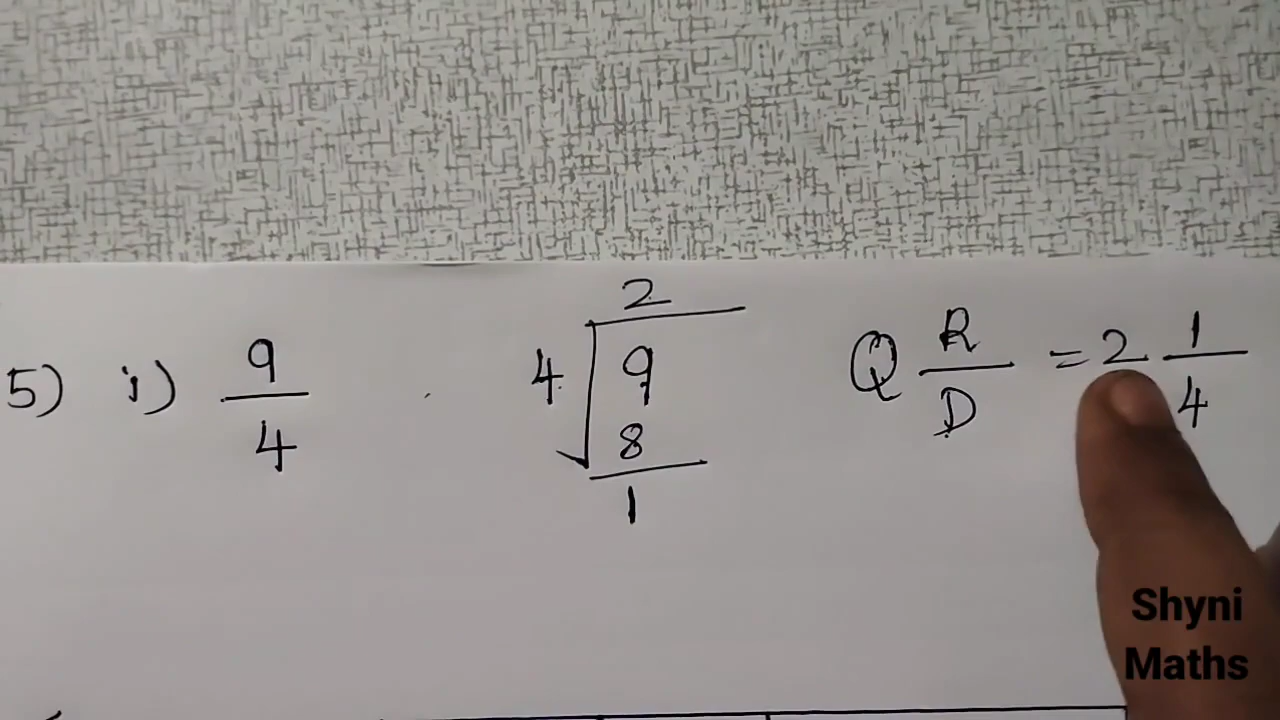 5) i) 9/4
2
4√9
8
1
Q R/D = 2 1/4
Shyni
Maths